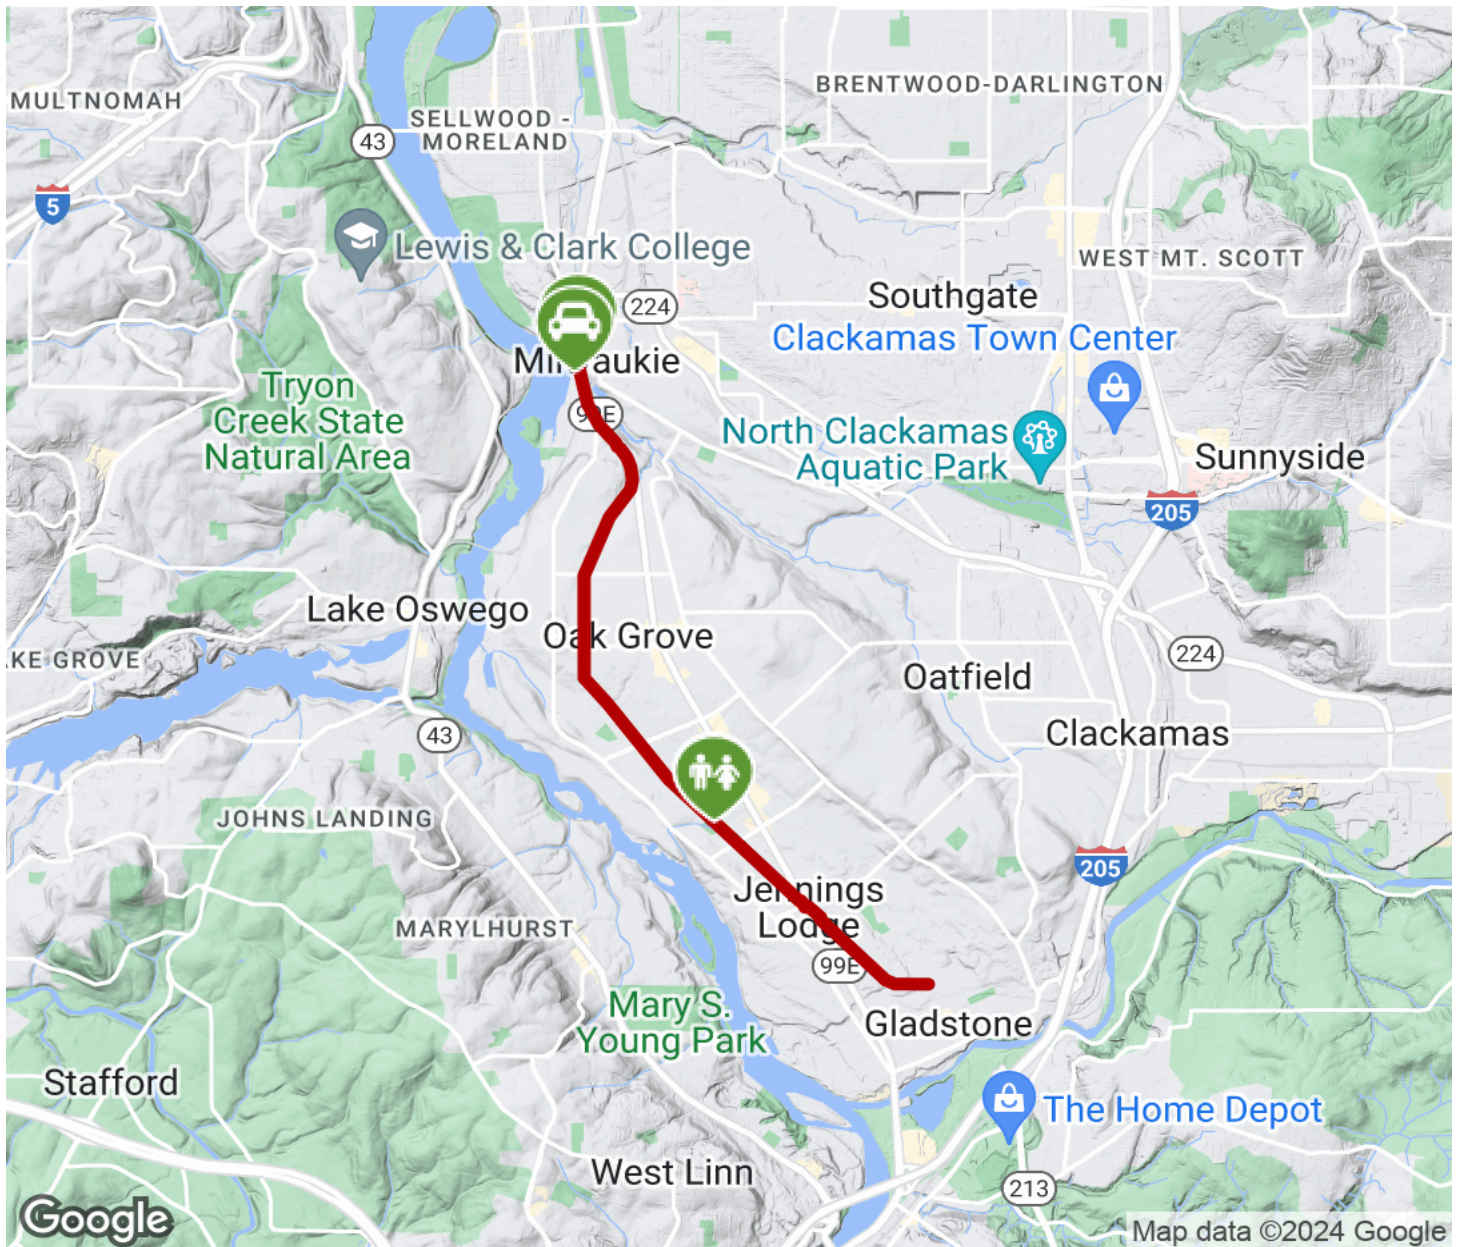 MULTNOMAH
BRENTWOOD-DARLINGTON
SELLWOOD -
MORELAND
43
5
Lewis & Clark College
WEST MT. SCOTT
224
Southgate
Clackamas Town Center
Tryon
Creek State
Natural Area
North Clackamas
Aquatic Park
Sunnyside
205
Lake Oswego
Oak Grove
224
Oatfield
43
Clackamas
JOHNS LANDING
205
Jennings
Lodge
MARYLHURST
99E
Mary S.
Young Park
Gladstone
Stafford
The Home Depot
West Linn
213
Google
Map data ©2024 Google